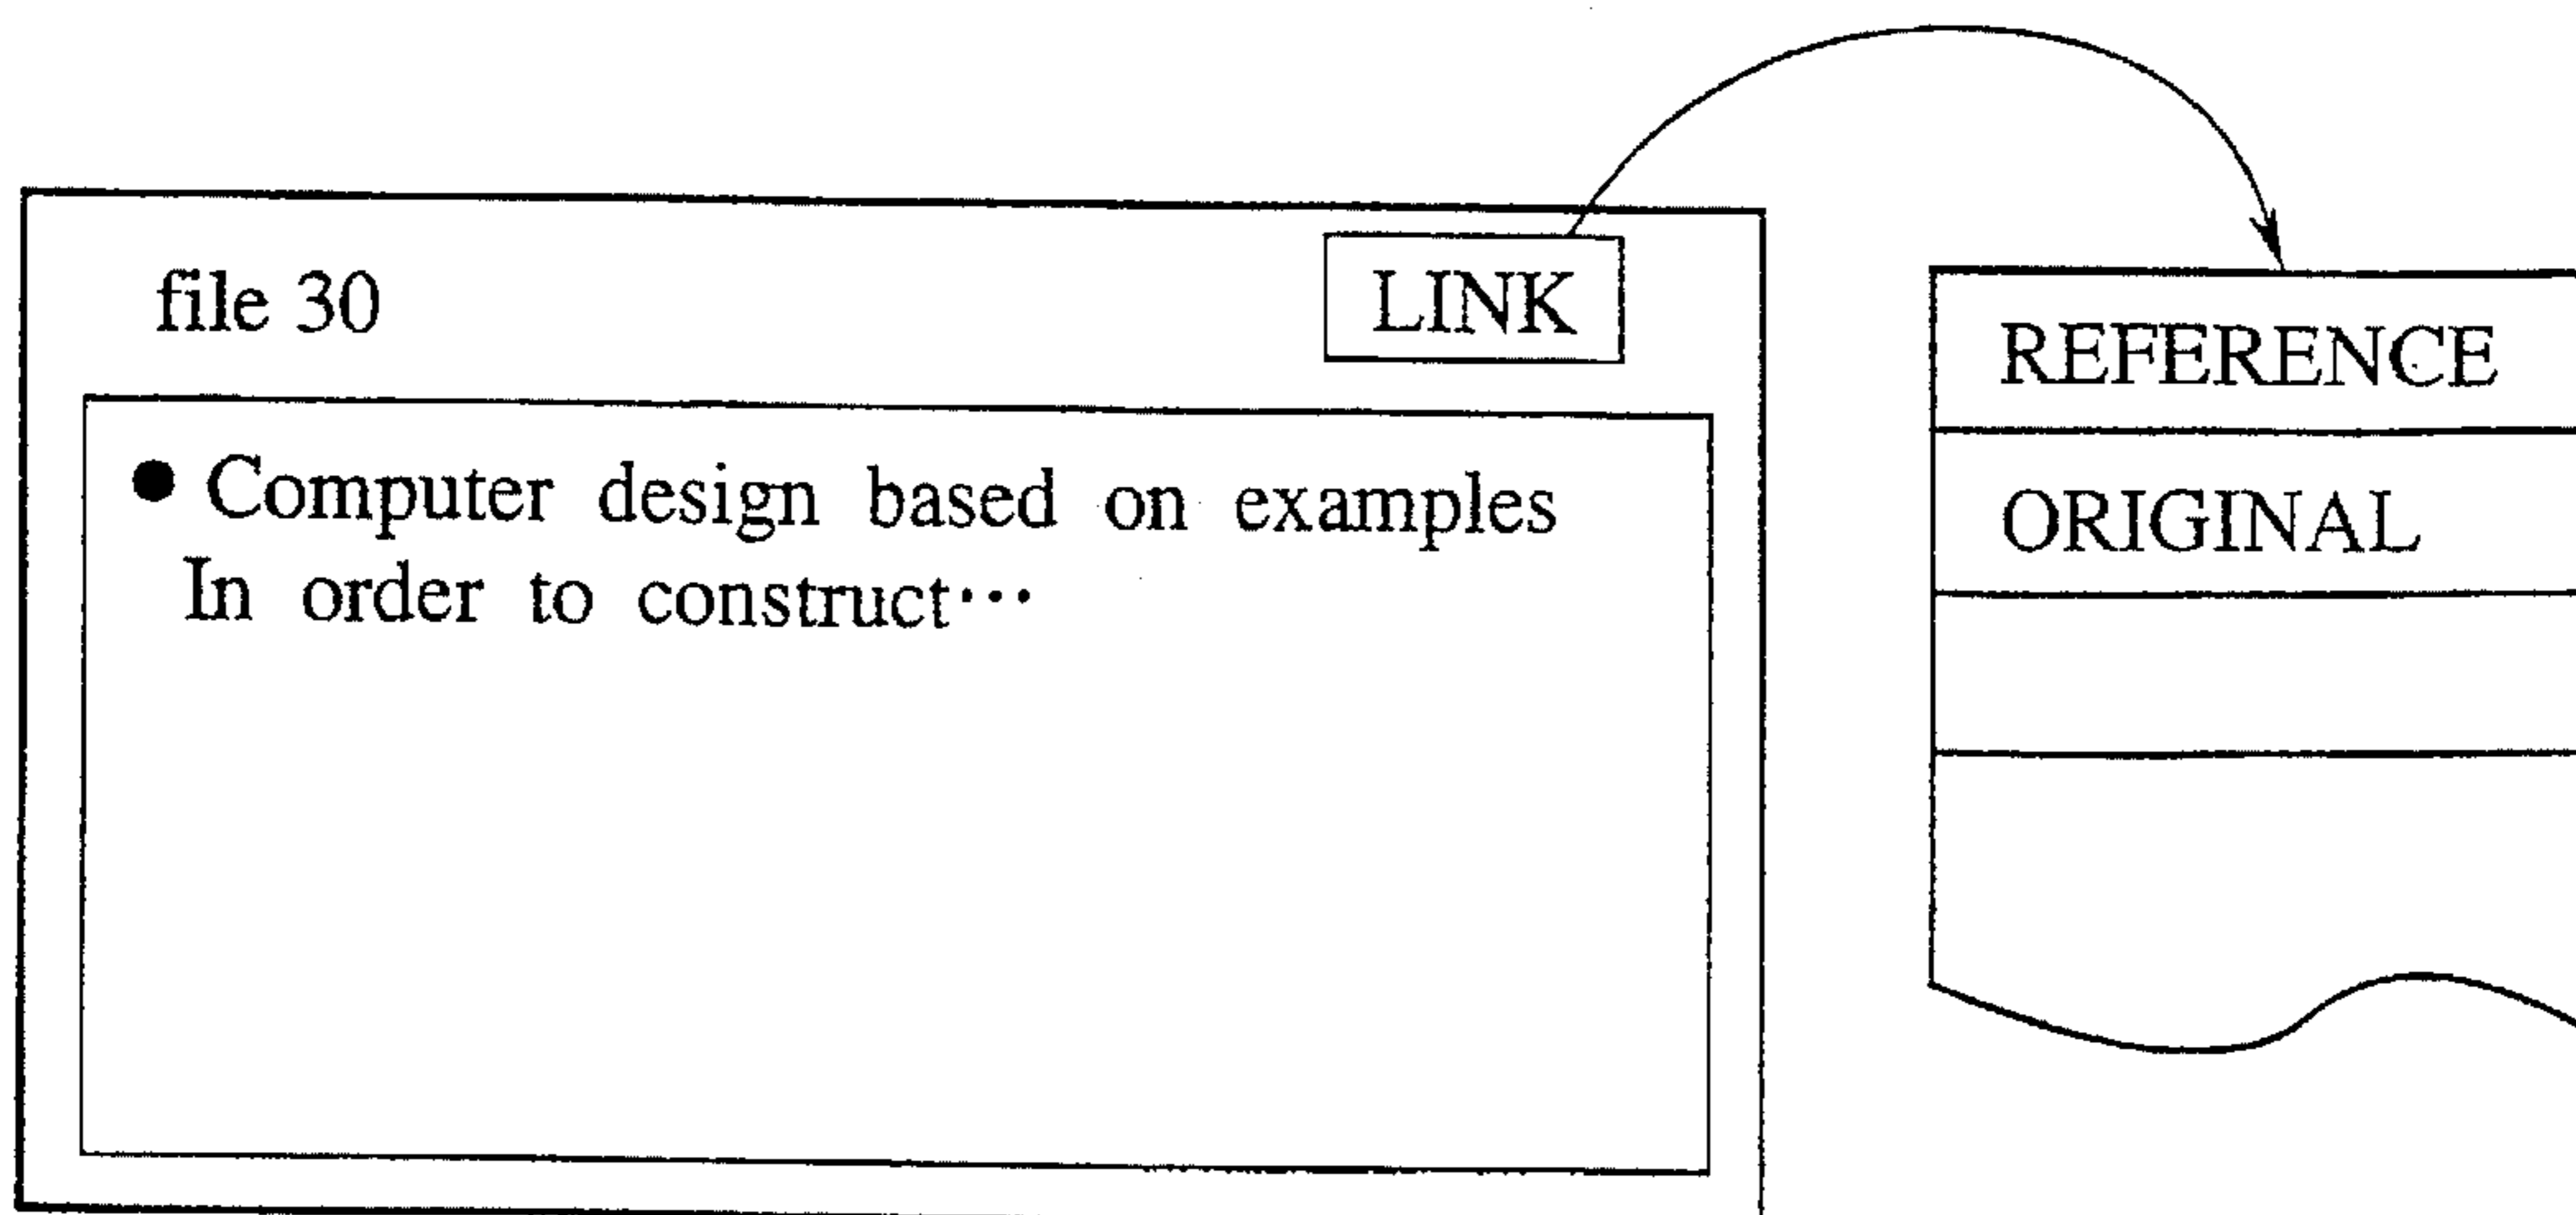 file 30
LINK
● Computer design based on examples
In order to construct…
REFERENCE
ORIGINAL